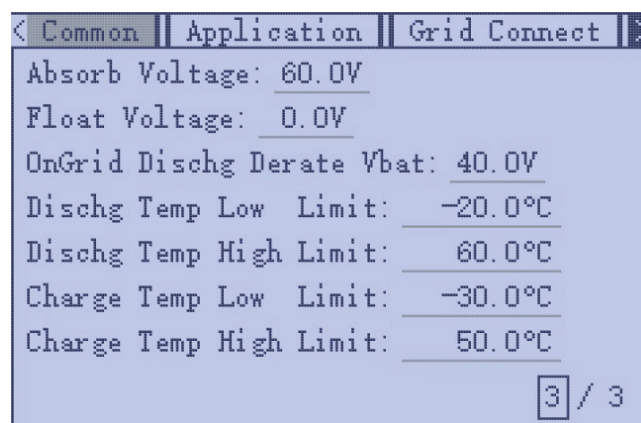 < Common Application Grid Connect
Absorb Voltage: 60.0V
Float Voltage: 0.0V
OnGrid Dischg Derate Vbat: 40.0V
Dischg Temp Low Limit: -20.0℃
Dischg Temp High Limit: 60.0℃
Charge Temp Low Limit: -30.0℃
Charge Temp High Limit: 50.0℃
3 / 3